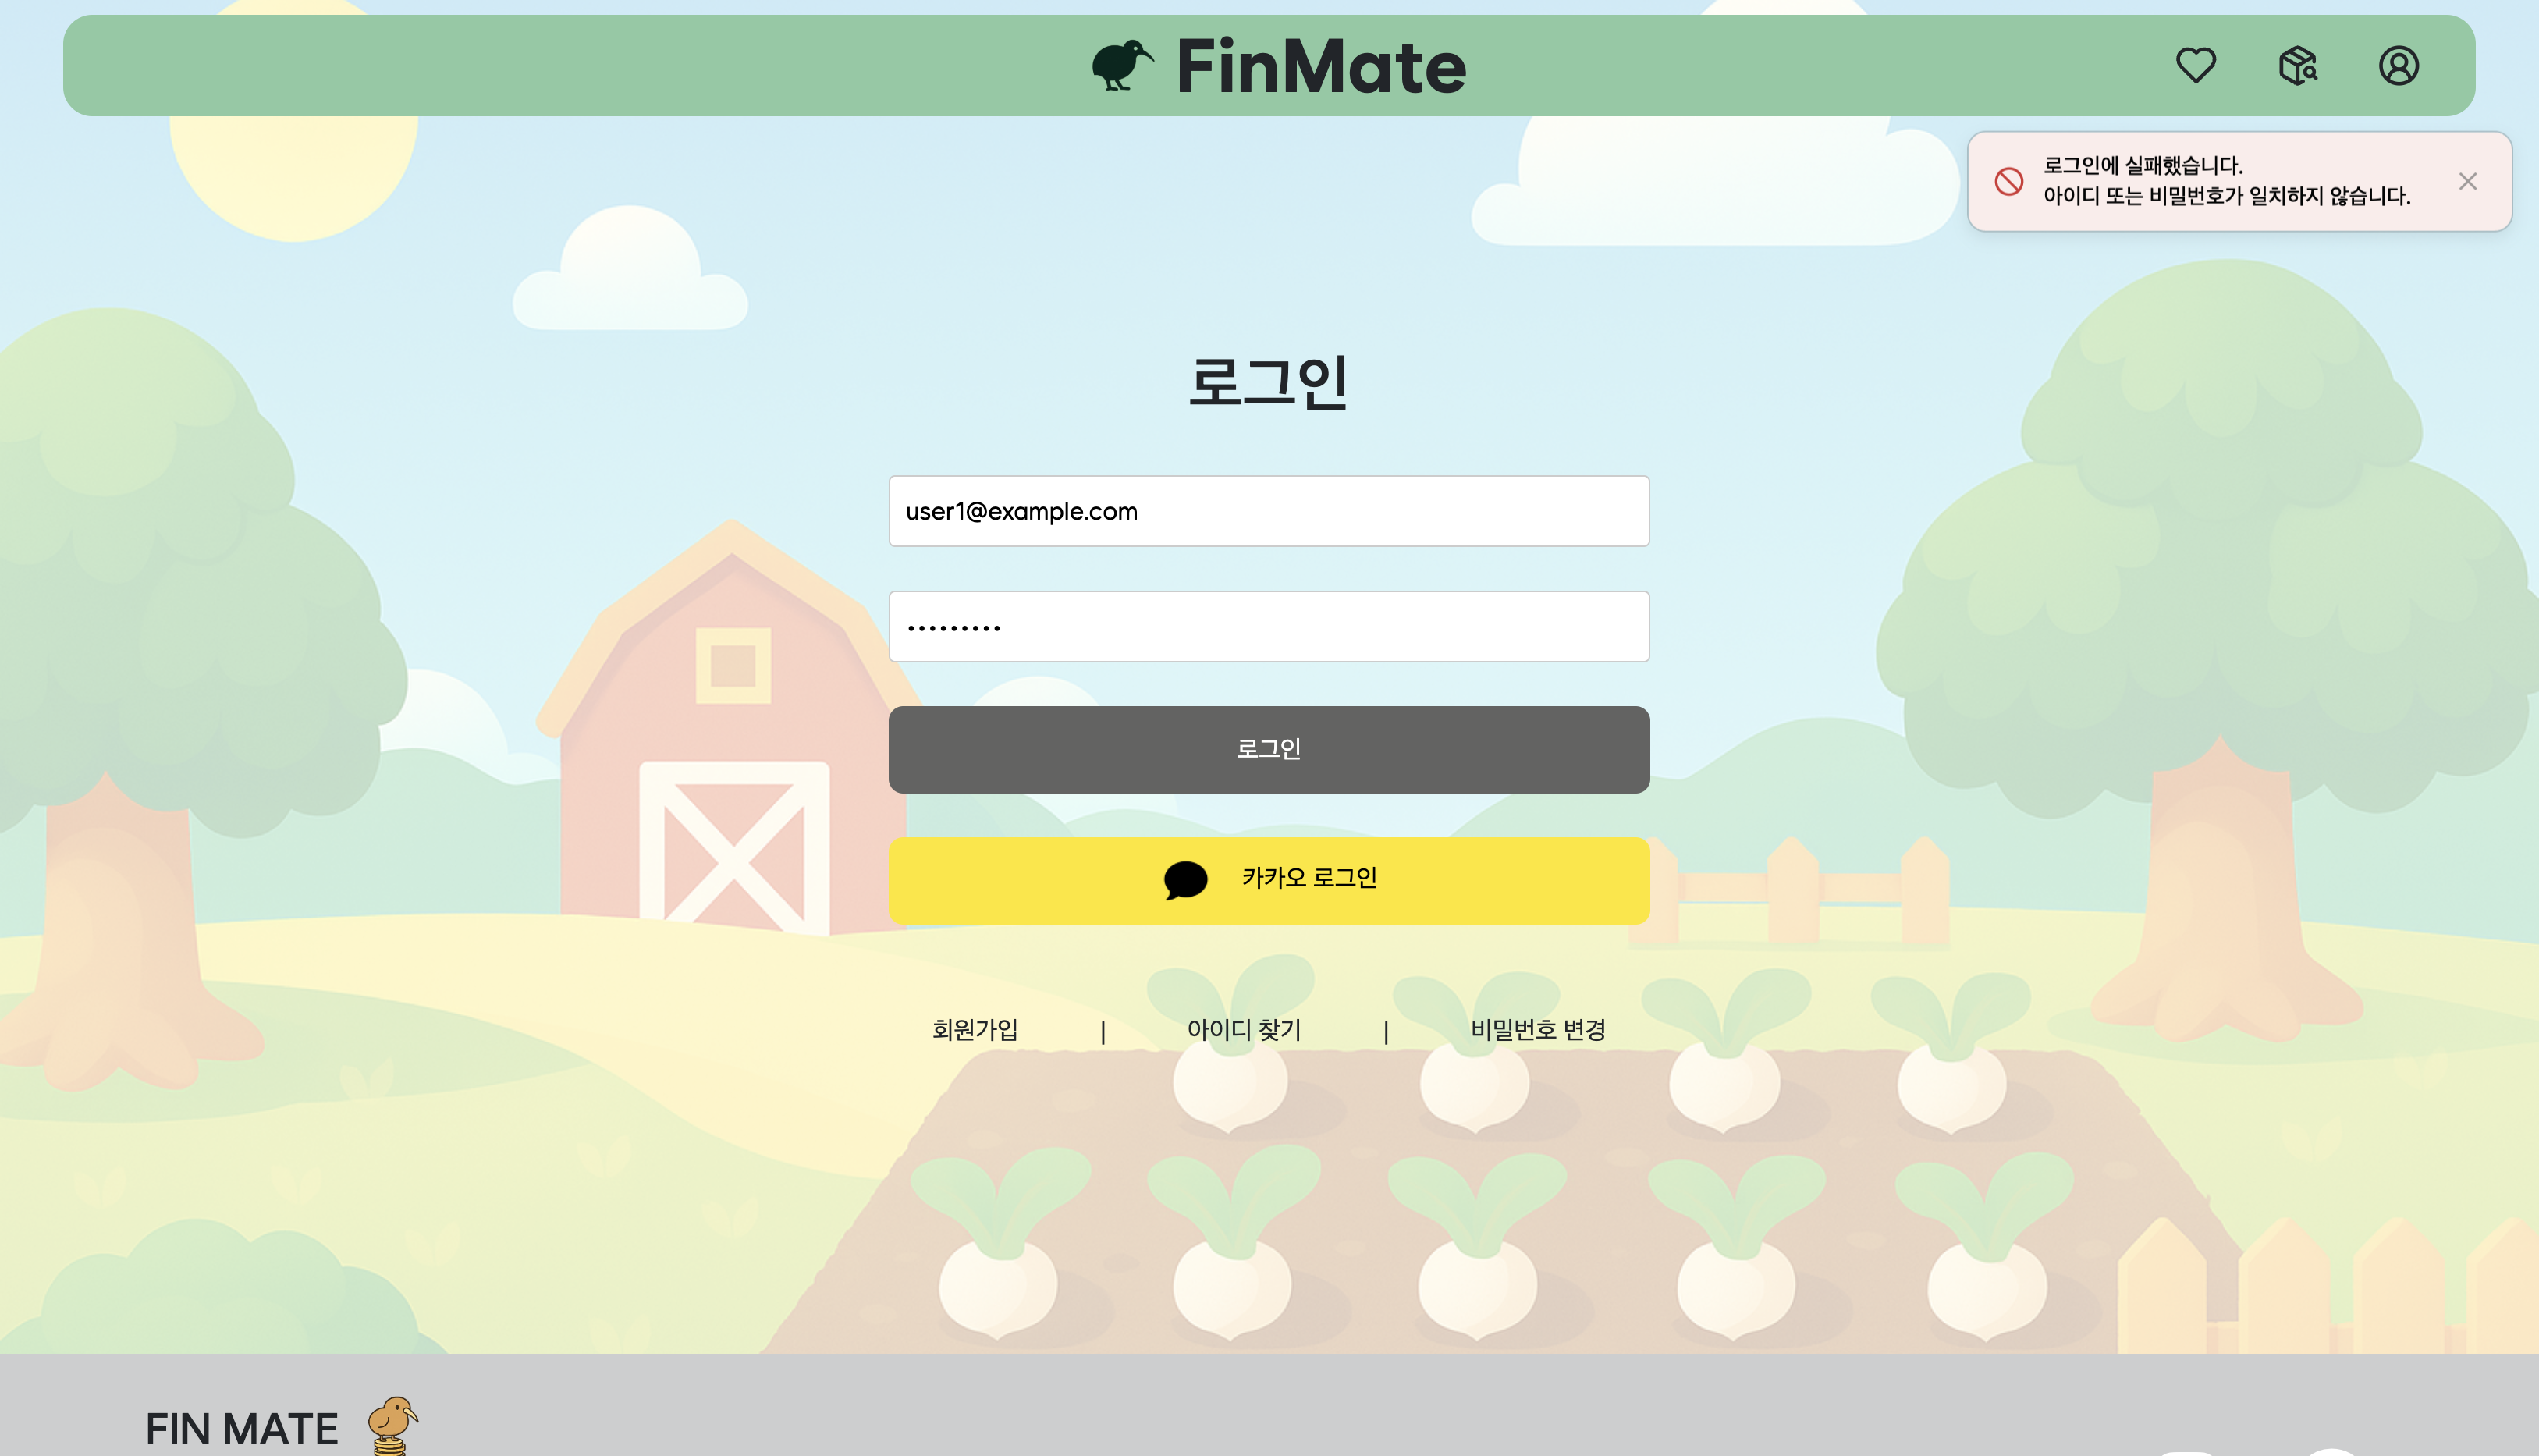 FinMate
로그인에 실패했습니다.
아이디 또는 비밀번호가 일치하지 않습니다.
로그인
user1@example.com
•••••••••
로그인
카카오 로그인
회원가입 | 아이디 찾기 | 비밀번호 변경
FIN MATE